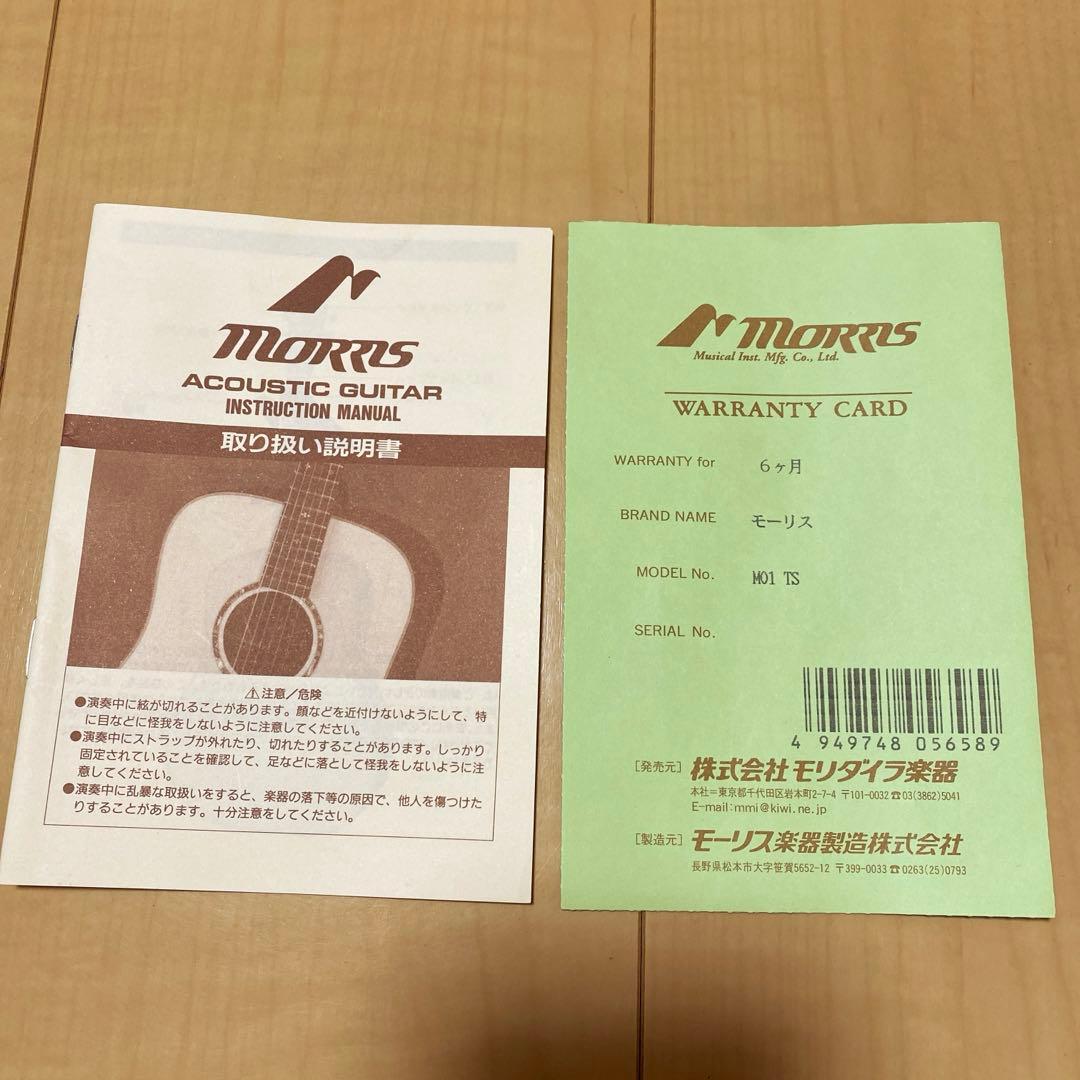 MORRIS
ACOUSTIC GUITAR
INSTRUCTION MANUAL
取り扱い説明書
⚠注意/危険
●演奏中に絃が切れることがあります。顔などを近付けないようにして、特
に目などに怪我をしないように注意してください。
●演奏中にストラップが外れたり、切れたりすることがあります。しっかり
固定されていることを確認して、足などに落として怪我をしないように注
意してください。
●演奏中に乱暴な取扱いをすると、楽器の落下等の原因で、他人を傷つけた
りすることがあります。十分注意をしてください。
MORRIS
Musical Inst. Mfg. Co., Ltd.
WARRANTY CARD
WARRANTY for 6ヶ月
BRAND NAME モーリス
MODEL No. M01 TS
SERIAL No.
4 949748 056589
[発売元] 株式会社モリダイラ楽器
本社=東京都千代田区岩本町2-7-4 〒101-0032 ☎03(3862)5041
E-mail:mmi@kiwi.ne.jp
[製造元] モーリス楽器製造株式会社
長野県松本市大字笹賀5652-12 〒399-0033 ☎0263(25)0793